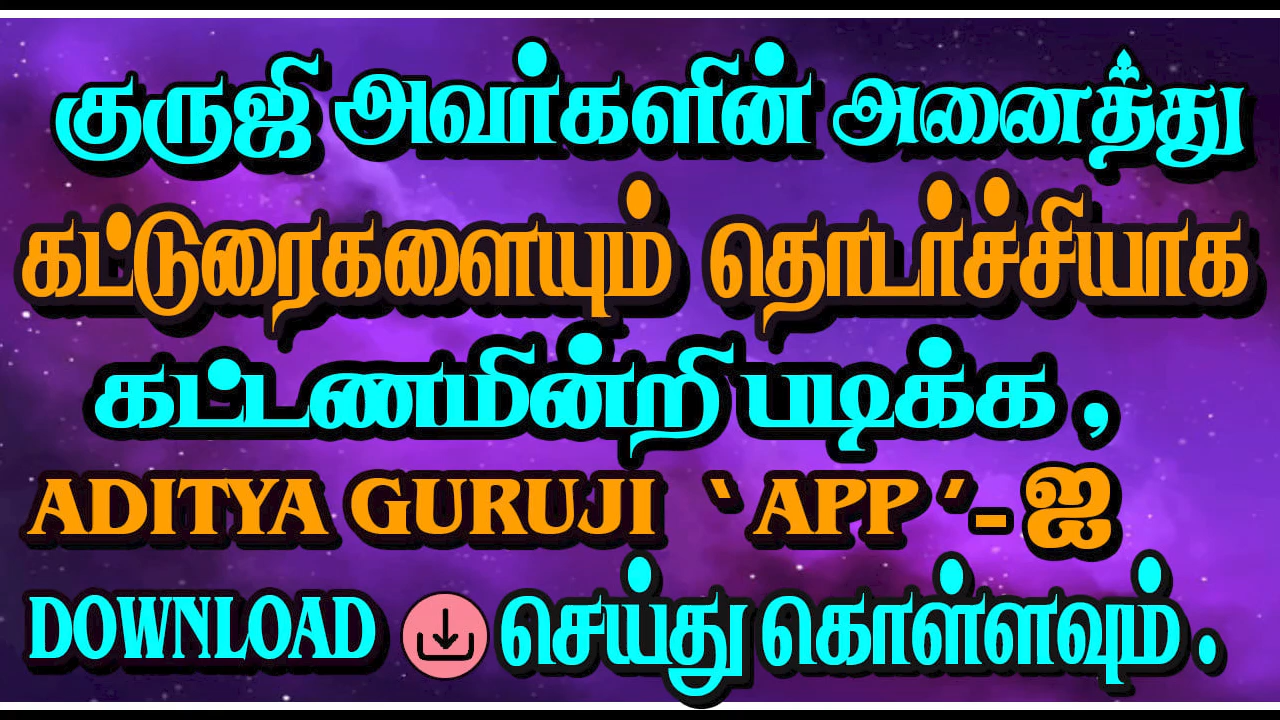 குருஜி அவர்களின் அனைத்து
கட்டுரைகளையும் தொடர்ச்சியாக
கட்டணமின்றி படிக்க ,
ADITYA GURUJI ‘ APP ’-ஐ
DOWNLOAD செய்து கொள்ளவும் .